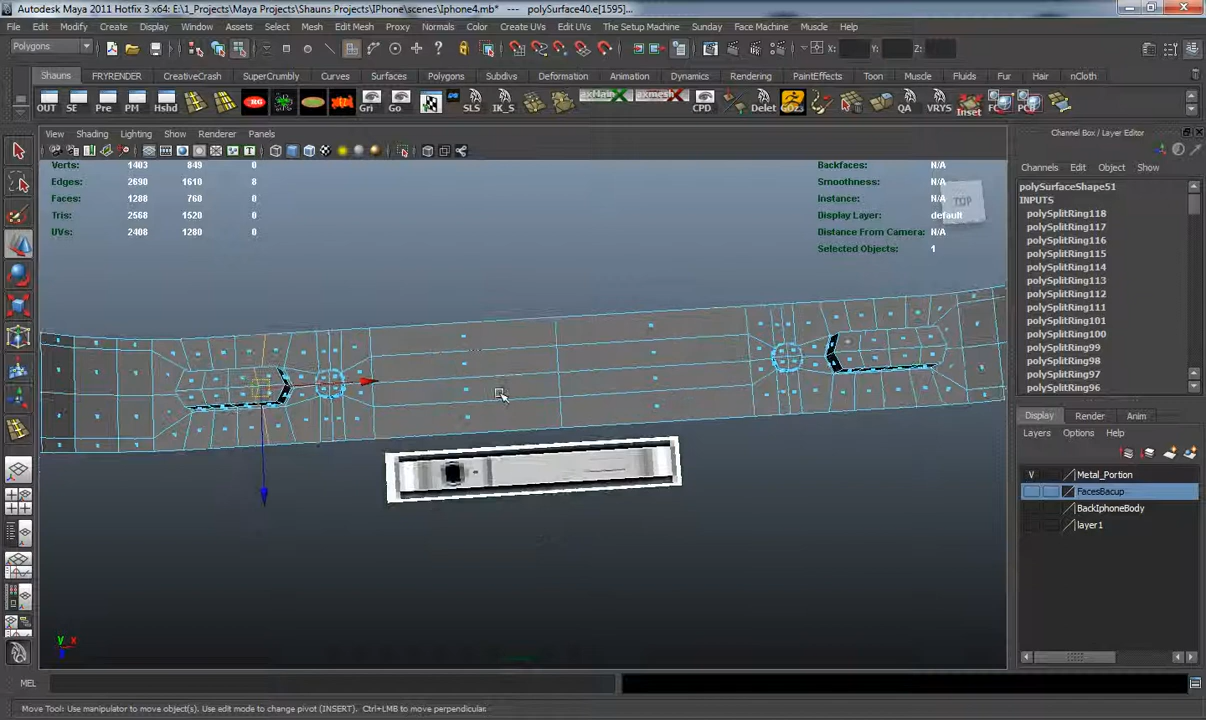 Autodesk Maya 2011 Hotfix 3 x64: E:\1_Projects\Maya Projects\Shauns Projects\IPhone\scenes\Iphone4.mb* --- polySurface40.e[1595]...
File Edit Modify Create Display Window Assets Select Mesh Edit Mesh Proxy Normals Color Create UVs Edit UVs The Setup Machine Sunday Face Machine Muscle Help
Polygons X: Y: Z:
Shauns FRYRENDER CreativeCrash SuperCrumbly Curves Surfaces Polygons Subdivs Deformation Animation Dynamics Rendering PaintEffects Toon Muscle Fluids Fur Hair nCloth
OUT SE Pre PM Hshd Gri Go SLS IK_S axMain axmesh CPD Delet GOz3 QA VRYS Inset
View Shading Lighting Show Renderer Panels
Channel Box / Layer Editor
Channels Edit Object Show
Verts: 1403 849 0
Edges: 2690 1610 8
Faces: 1288 760 0
Tris: 2568 1520 0
UVs: 2408 1280 0
Backfaces: N/A
Smoothness: N/A
Instance: N/A
Display Layer: default
Distance From Camera: N/A
Selected Objects: 1
TOP
polySurfaceShape51
INPUTS
polySplitRing118
polySplitRing117
polySplitRing116
polySplitRing115
polySplitRing114
polySplitRing113
polySplitRing112
polySplitRing111
polySplitRing101
polySplitRing100
polySplitRing99
polySplitRing98
polySplitRing97
polySplitRing96
Display Render Anim
Layers Options Help
V Metal_Portion
FacesBacup
BackIphoneBody
layer1
y x
MEL
Move Tool: Use manipulator to move object(s). Use edit mode to change pivot (INSERT). Ctrl+LMB to move perpendicular.